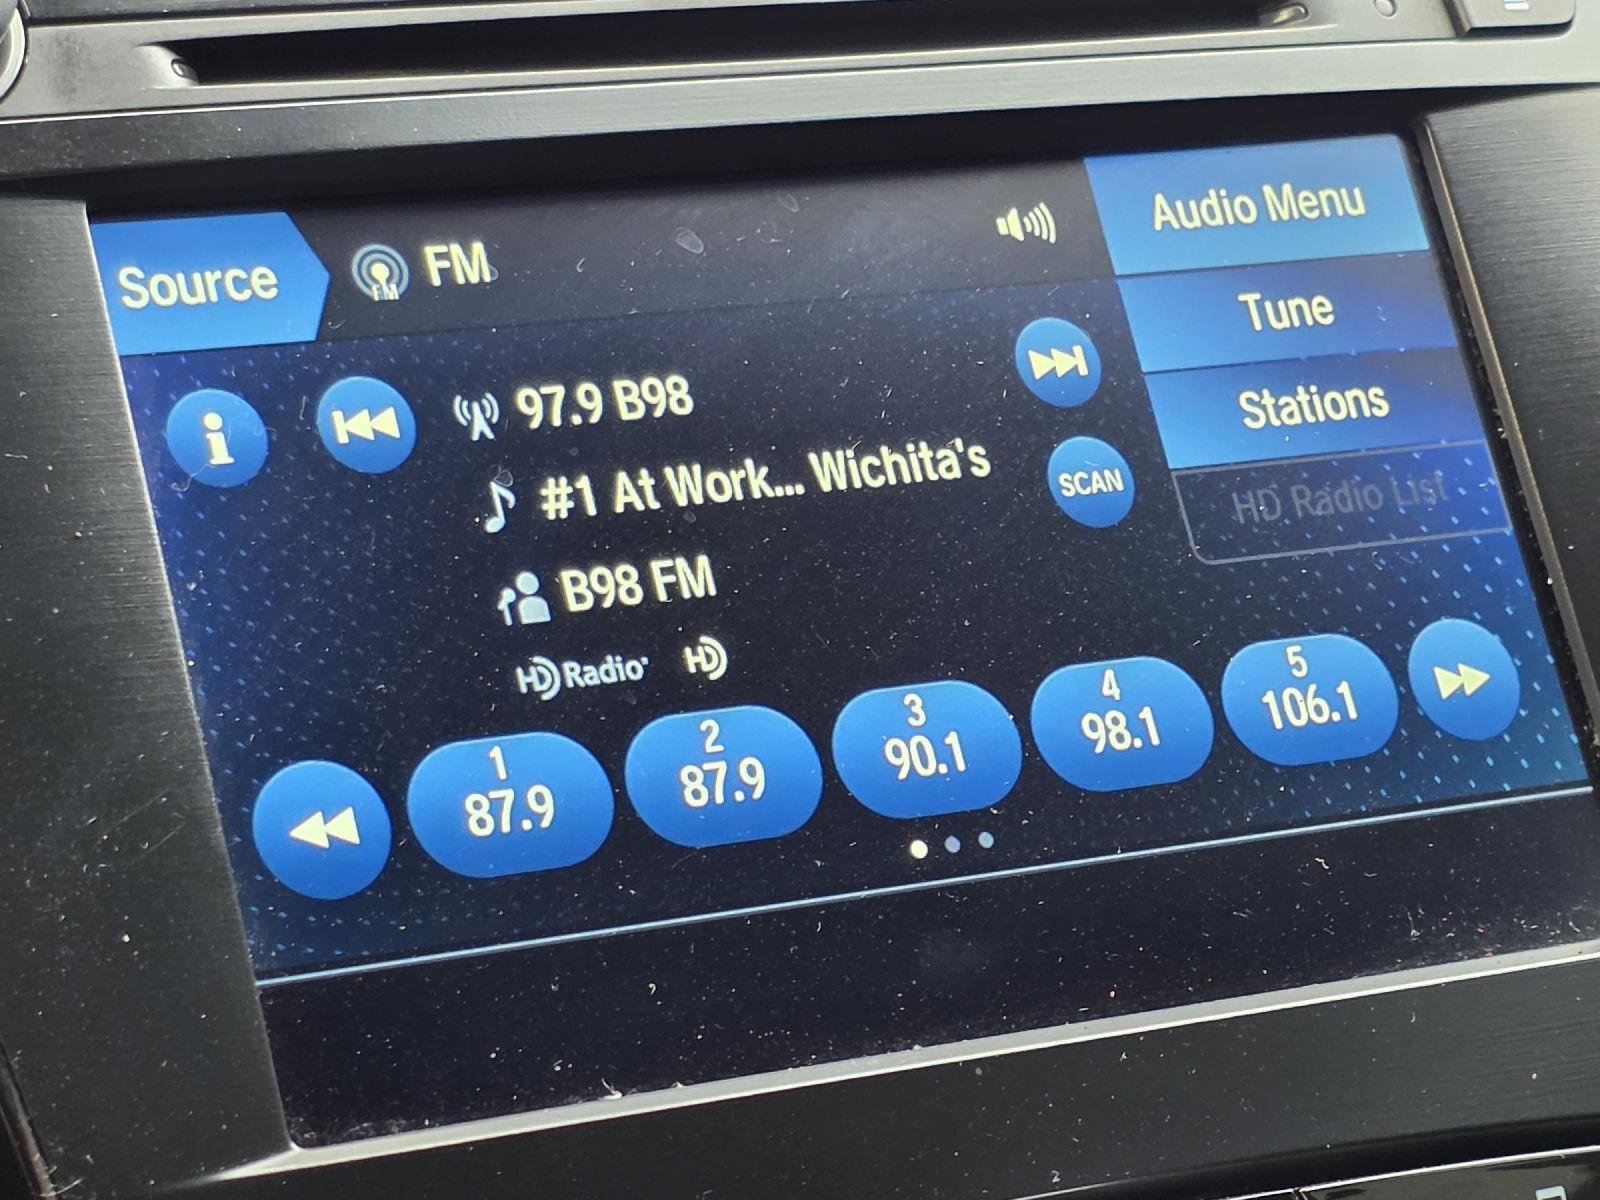 Source
FM
FM
Audio Menu
Tune
Stations
HD Radio List
i
97.9 B98
#1 At Work... Wichita's
SCAN
B98 FM
HD Radio
HD
1
87.9
2
87.9
3
90.1
4
98.1
5
106.1